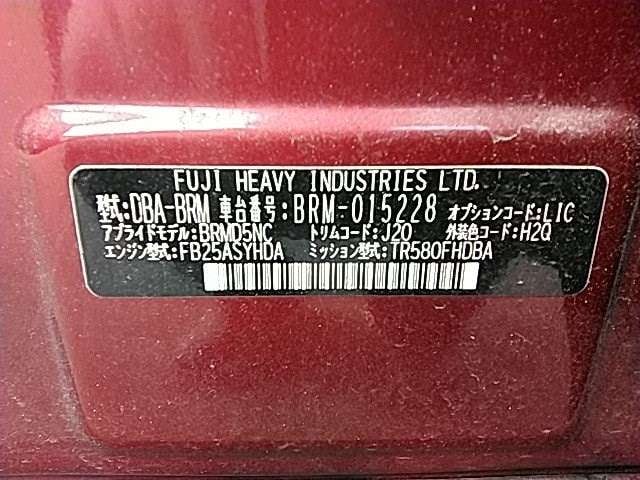 FUJI HEAVY INDUSTRIES LTD.
型式:DBA-BRM 車台番号:BRM-015228 オプションコード:LIC
アプライドモデル:BRMD5NC トリムコード:J20 外装色コード:H2Q
エンジン型式:FB25ASYHDA ミッション型式:TR580FHDBA